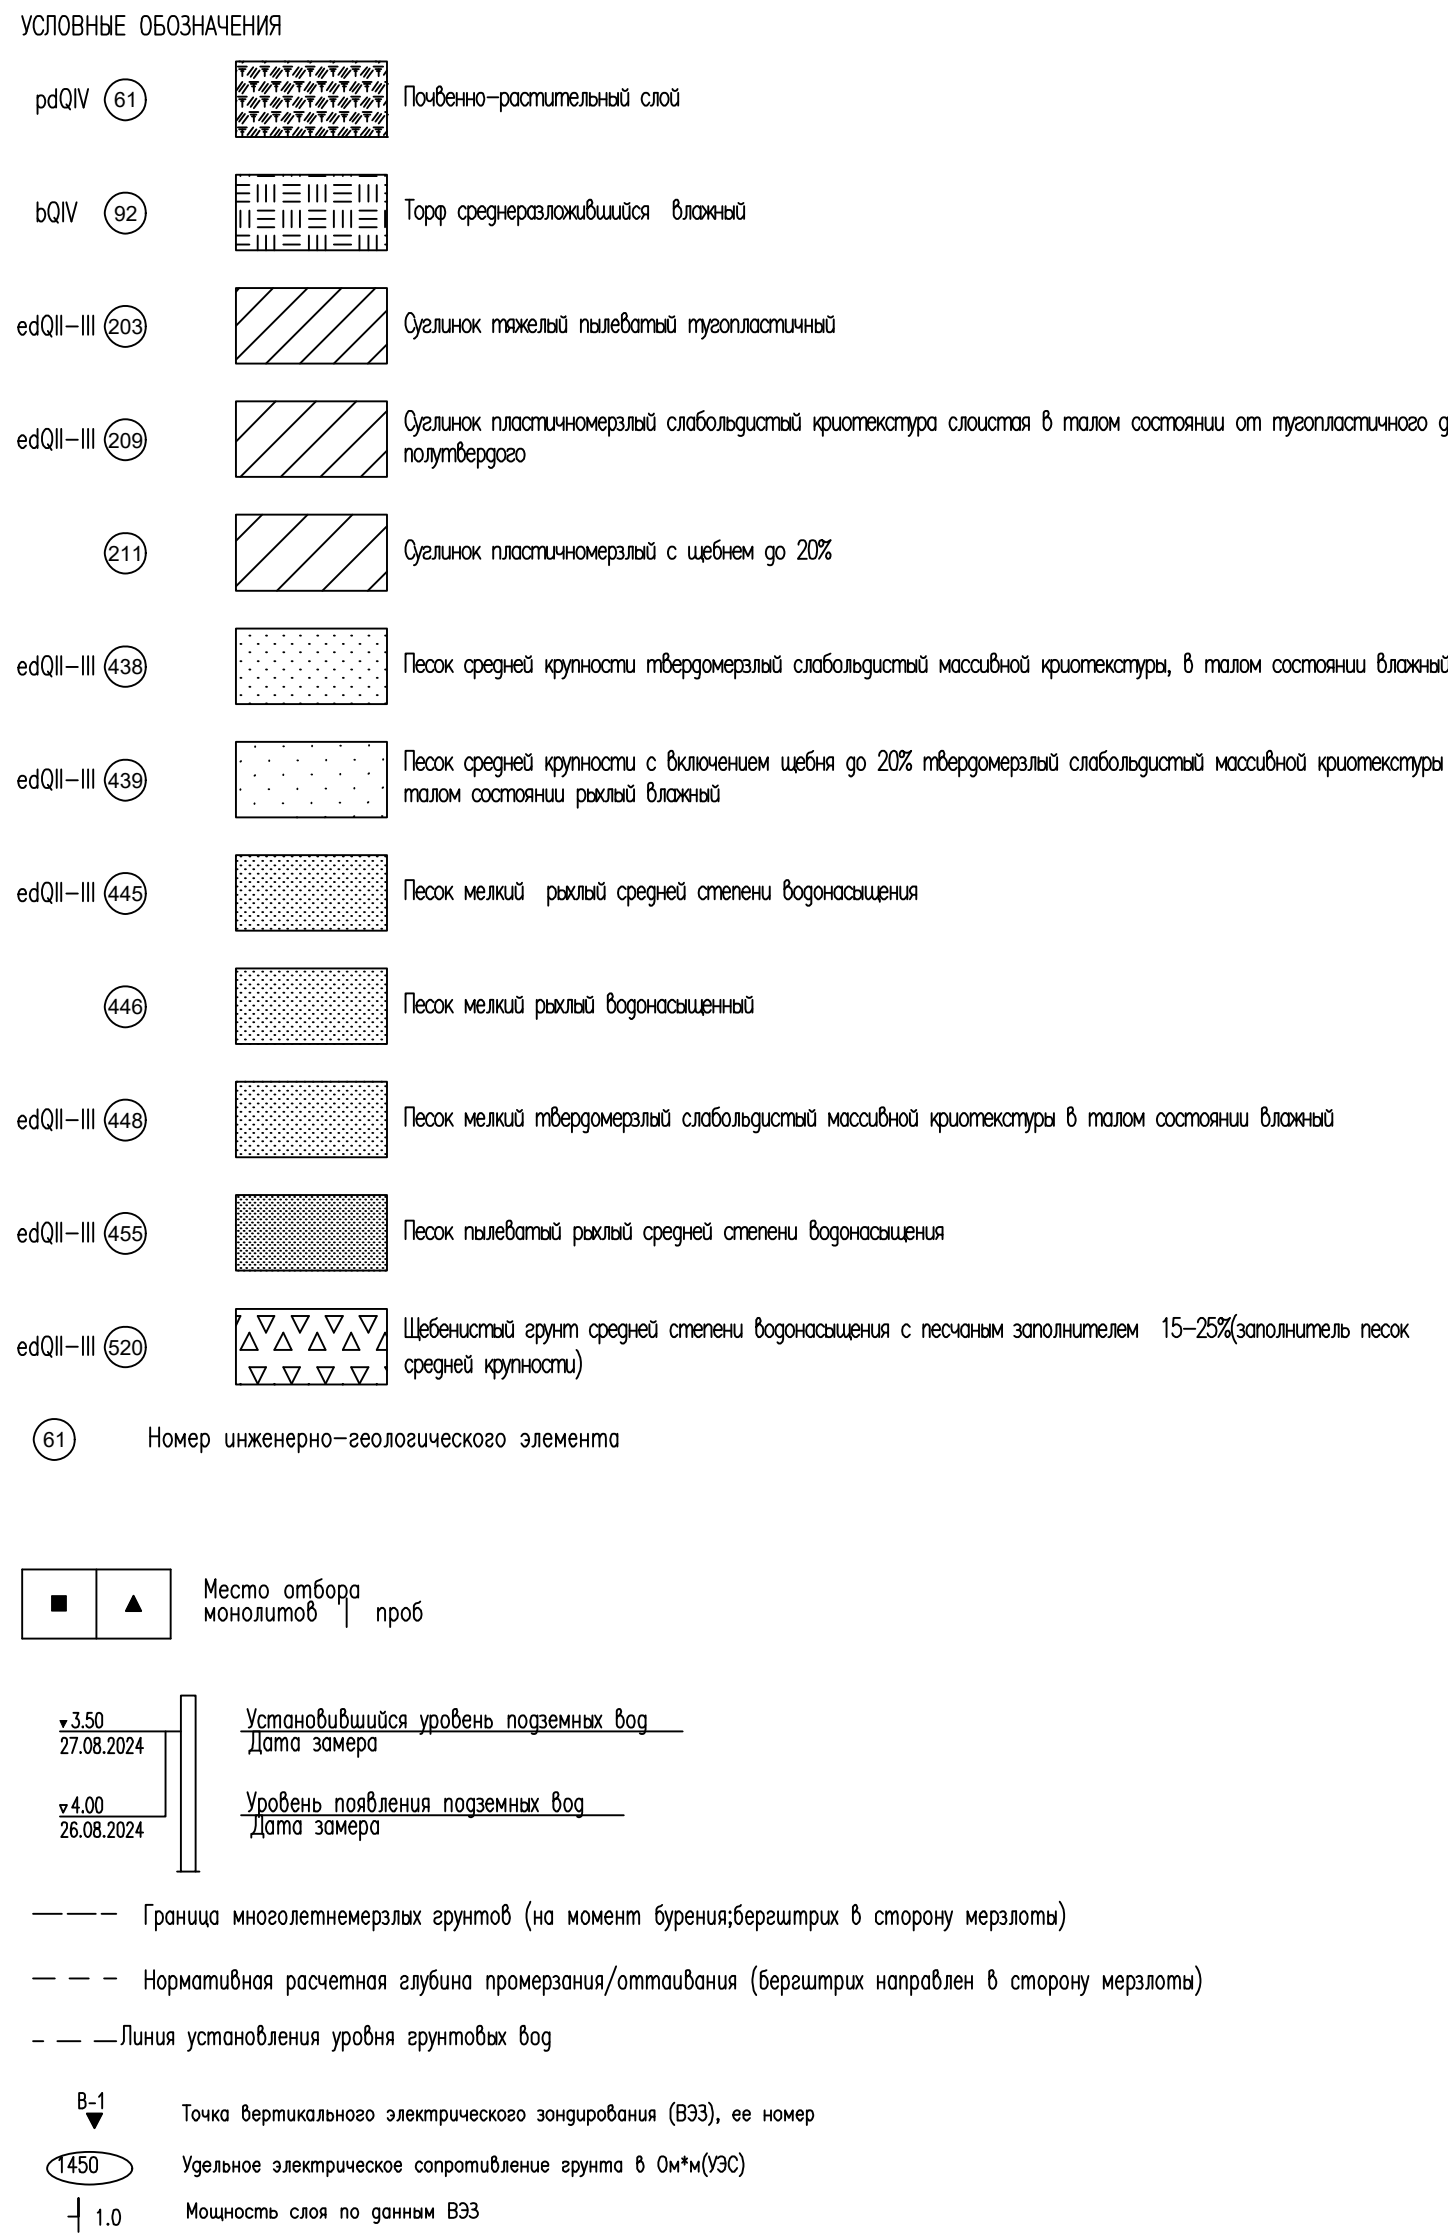 УСЛОВНЫЕ ОБОЗНАЧЕНИЯ
pdQIV 61 Почвенно-растительный слой
bQIV 92 Торф среднеразложившийся влажный
edQII-III 203 Суглинок тяжелый пылеватый тугопластичный
edQII-III 209 Суглинок пластичномерзлый слабольдистый криотекстура слоистая в талом состоянии от тугопластичного
полутвердого
211 Суглинок пластичномерзлый с щебнем до 20%
edQII-III 438 Песок средней крупности твердомерзлый слабольдистый массивной криотекстуры, в талом состоянии влажный
edQII-III 439 Песок средней крупности с включением щебня до 20% твердомерзлый слабольдистый массивной криотекстуры
талом состоянии рыхлый влажный
edQII-III 445 Песок мелкий рыхлый средней степени водонасыщения
446 Песок мелкий рыхлый водонасыщенный
edQII-III 448 Песок мелкий твердомерзлый слабольдистый массивной криотекстуры в талом состоянии влажный
edQII-III 455 Песок пылеватый рыхлый средней степени водонасыщения
edQII-III 520 Щебенистый грунт средней степени водонасыщения с песчаным заполнителем 15-25%(заполнитель песок
средней крупности)
61 Номер инженерно-геологического элемента
Место отбора
монолитов | проб
3.50 Установившийся уровень подземных вод
27.08.2024 Дата замера
4.00 Уровень появления подземных вод
26.08.2024 Дата замера
Граница многолетнемерзлых грунтов (на момент бурения;бергштрих в сторону мерзлоты)
Нормативная расчетная глубина промерзания/оттаивания (бергштрих направлен в сторону мерзлоты)
Линия установления уровня грунтовых вод
В-1
Точка вертикального электрического зондирования (ВЭЗ), ее номер
1450 Удельное электрическое сопротивление грунта в Ом*м(УЭС)
1.0 Мощность слоя по данным ВЭЗ